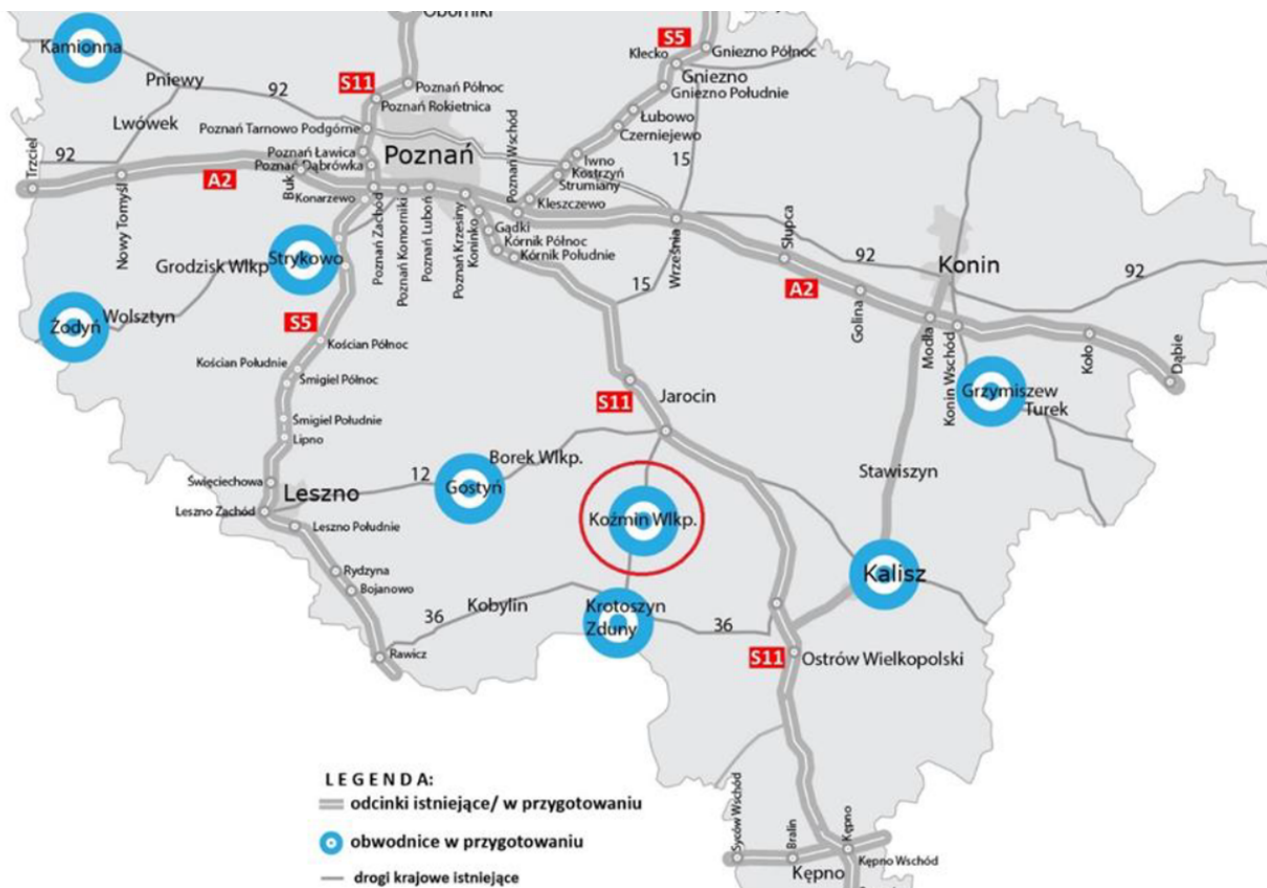 Oborniki
Kamionna
S5
Kłecko
Gniezno Północ
Gniezno
Pniewy
S11
Poznań Północ
92
Gniezno Południe
Poznań Rokietnica
Lwówek
Łubowo
Poznań Tarnowo Podgórne
Czerniejewo
92
Poznań Ławica
Poznań
Poznań Wschód
Iwno
15
Trzciel
Poznań Dąbrówka
Kostrzyn
A2
Buk
Strumiany
Nowy Tomyśl
Konarzewo
Kleszczewo
Poznań Zachód
Poznań Komorniki
Poznań Luboń
Poznań Krzesiny
Koninko
Gądki
Września
Słupca
Kórnik Północ
Kórnik Południe
Grodzisk Wlkp
Strykowo
92
Konin
92
15
A2
Żodyń
Wolsztyn
S5
Golina
Modła
Konin Wschód
Koło
Dąbie
Kościan Północ
Kościan Południe
Śmigiel Północ
S11
Jarocin
Grzymiszew
Turek
Śmigiel Południe
Lipno
Borek Wlkp.
Stawiszyn
Święciechowa
12
Gostyń
Leszno
Leszno Zachód
Koźmin Wlkp.
Leszno Południe
Rydzyna
Kalisz
Bojanowo
Kobylin
Krotoszyn
36
Zduny
36
Rawicz
S11
Ostrów Wielkopolski
LEGENDA:
odcinki istniejące/ w przygotowaniu
obwodnice w przygotowaniu
drogi krajowe istniejące
Syców Wschód
Bralin
Kępno
Kępno Wschód
Kępno